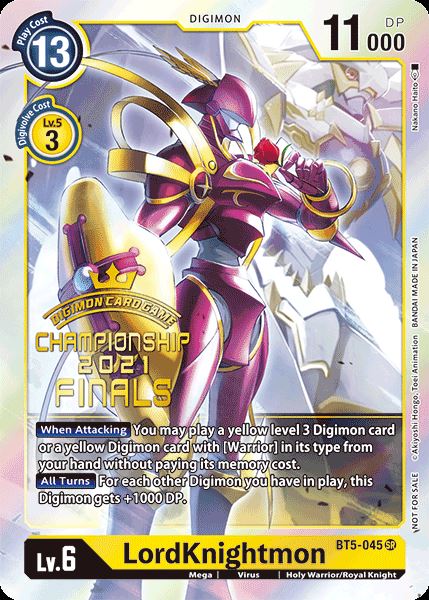 Play Cost
13
DIGIMON
DP
11000
Digivolve Cost
Lv.5
3
Nakano Haito
DIGIMON CARD GAME
CHAMPIONSHIP
2021
FINALS
[When Attacking] You may play a yellow level 3 Digimon card
or a yellow Digimon card with [Warrior] in its type from
your hand without paying its memory cost.
[All Turns] For each other Digimon you have in play, this
Digimon gets +1000 DP.
NOT FOR SALE
©Akiyoshi Hongo, Toei Animation
BANDAI MADE IN JAPAN
Lv.6
LordKnightmon
BT5-045 SR
Mega | Virus | Holy Warrior/Royal Knight